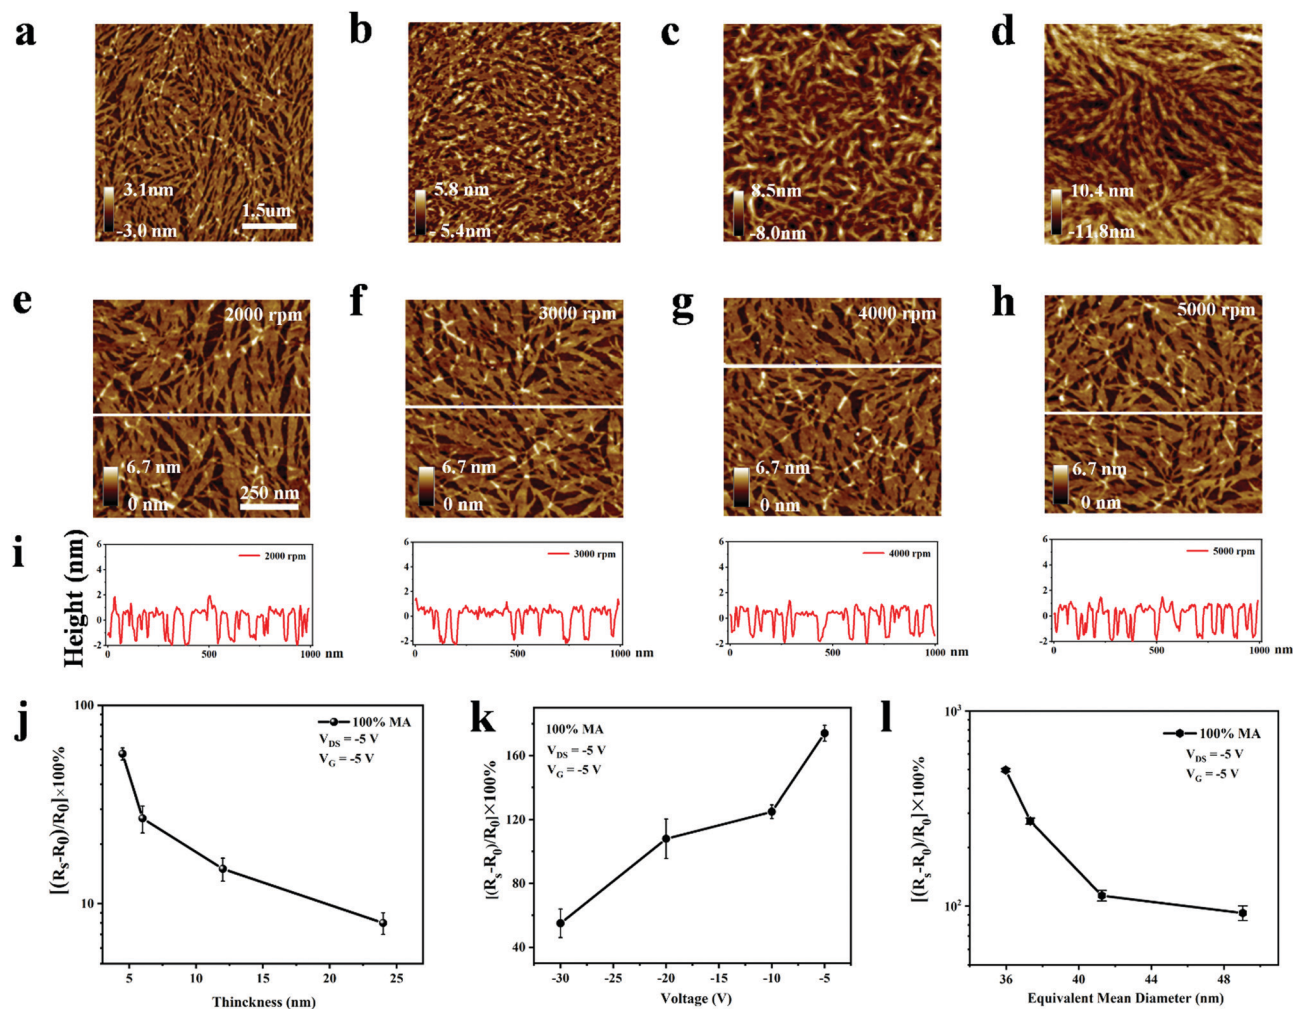 a
b
c
d
3.1nm
-3.0 nm
1.5um
5.8 nm
- 5.4nm
8.5nm
-8.0nm
10.4 nm
-11.8nm
e
f
g
h
2000 rpm
3000 rpm
4000 rpm
5000 rpm
6.7 nm
0 nm
250 nm
6.7 nm
0 nm
6.7 nm
0 nm
6.7 nm
0 nm
i
Height (nm)
6
4
2
0
-2
2000 rpm
0
500
1000
nm
6
4
2
0
-2
3000 rpm
0
500
1000
nm
6
4
2
0
-2
4000 rpm
0
500
1000
nm
6
4
2
0
-2
5000 rpm
0
500
1000
nm
j
[(Rs-R0)/R0]×100%
100
10
100% MA
VDS = -5 V
VG = -5 V
5
10
15
20
25
Thinckness (nm)
k
[(Rs-R0)/R0]×100%
160
120
80
40
100% MA
VDS = -5 V
VG = -5 V
-30
-25
-20
-15
-10
-5
Voltage (V)
l
[(Rs-R0)/R0]×100%
10³
10²
100% MA
VDS = -5 V
VG = -5 V
36
40
44
48
Equivalent Mean Diameter (nm)